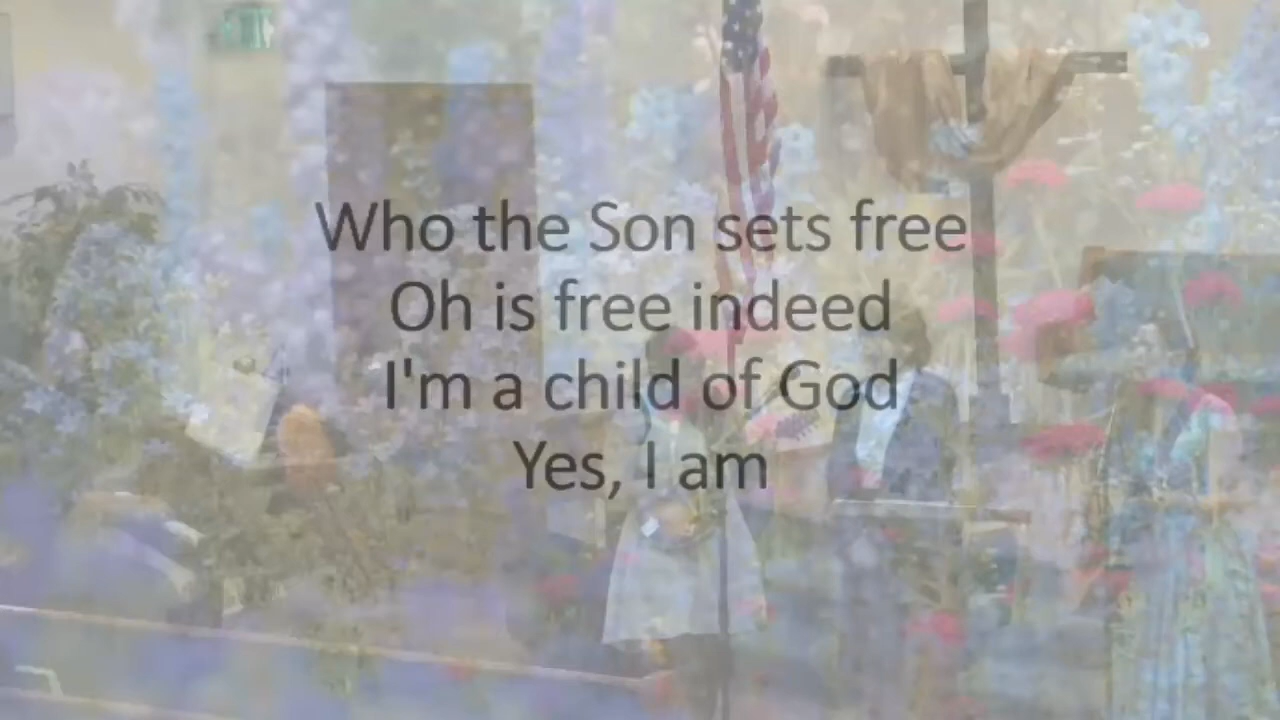 Who the Son sets free
Oh is free indeed
I'm a child of God
Yes, I am